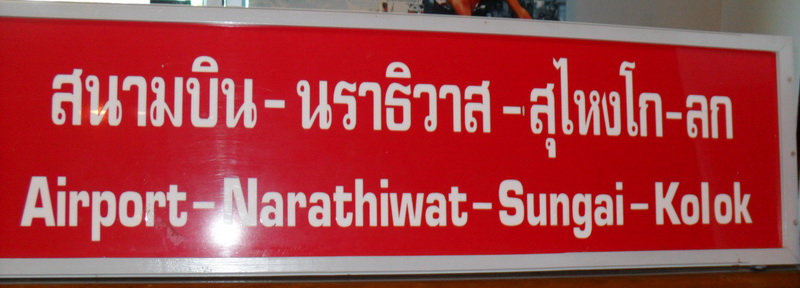 สนามบิน - นราธิวาส - สุไหงโก-ลก
Airport - Narathiwat - Sungai - Kolok